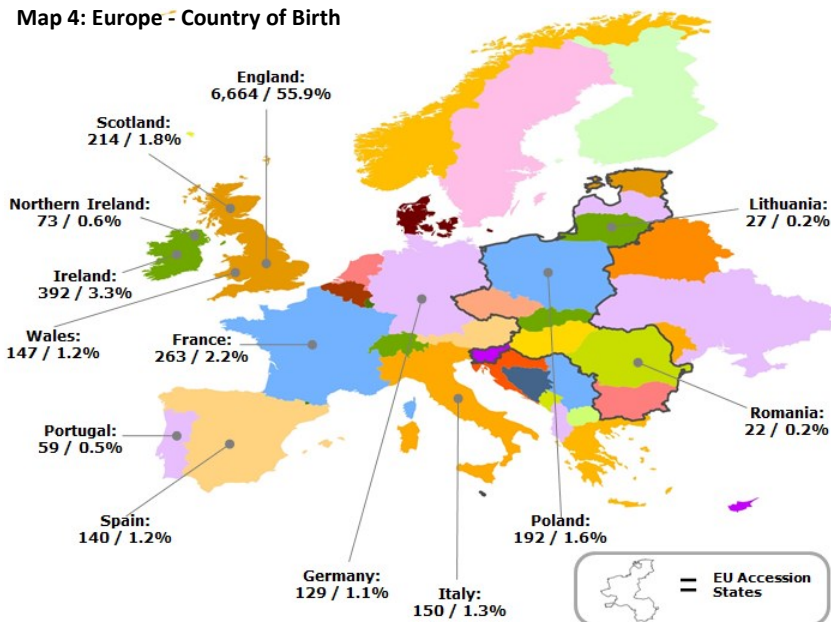 Map 4: Europe - Country of Birth
England:
6,664 / 55.9%
Scotland:
214 / 1.8%
Northern Ireland:
73 / 0.6%
Ireland:
392 / 3.3%
Wales:
147 / 1.2%
France:
263 / 2.2%
Portugal:
59 / 0.5%
Spain:
140 / 1.2%
Germany:
129 / 1.1%
Italy:
150 / 1.3%
Poland:
192 / 1.6%
Lithuania:
27 / 0.2%
Romania:
22 / 0.2%
= EU Accession
States